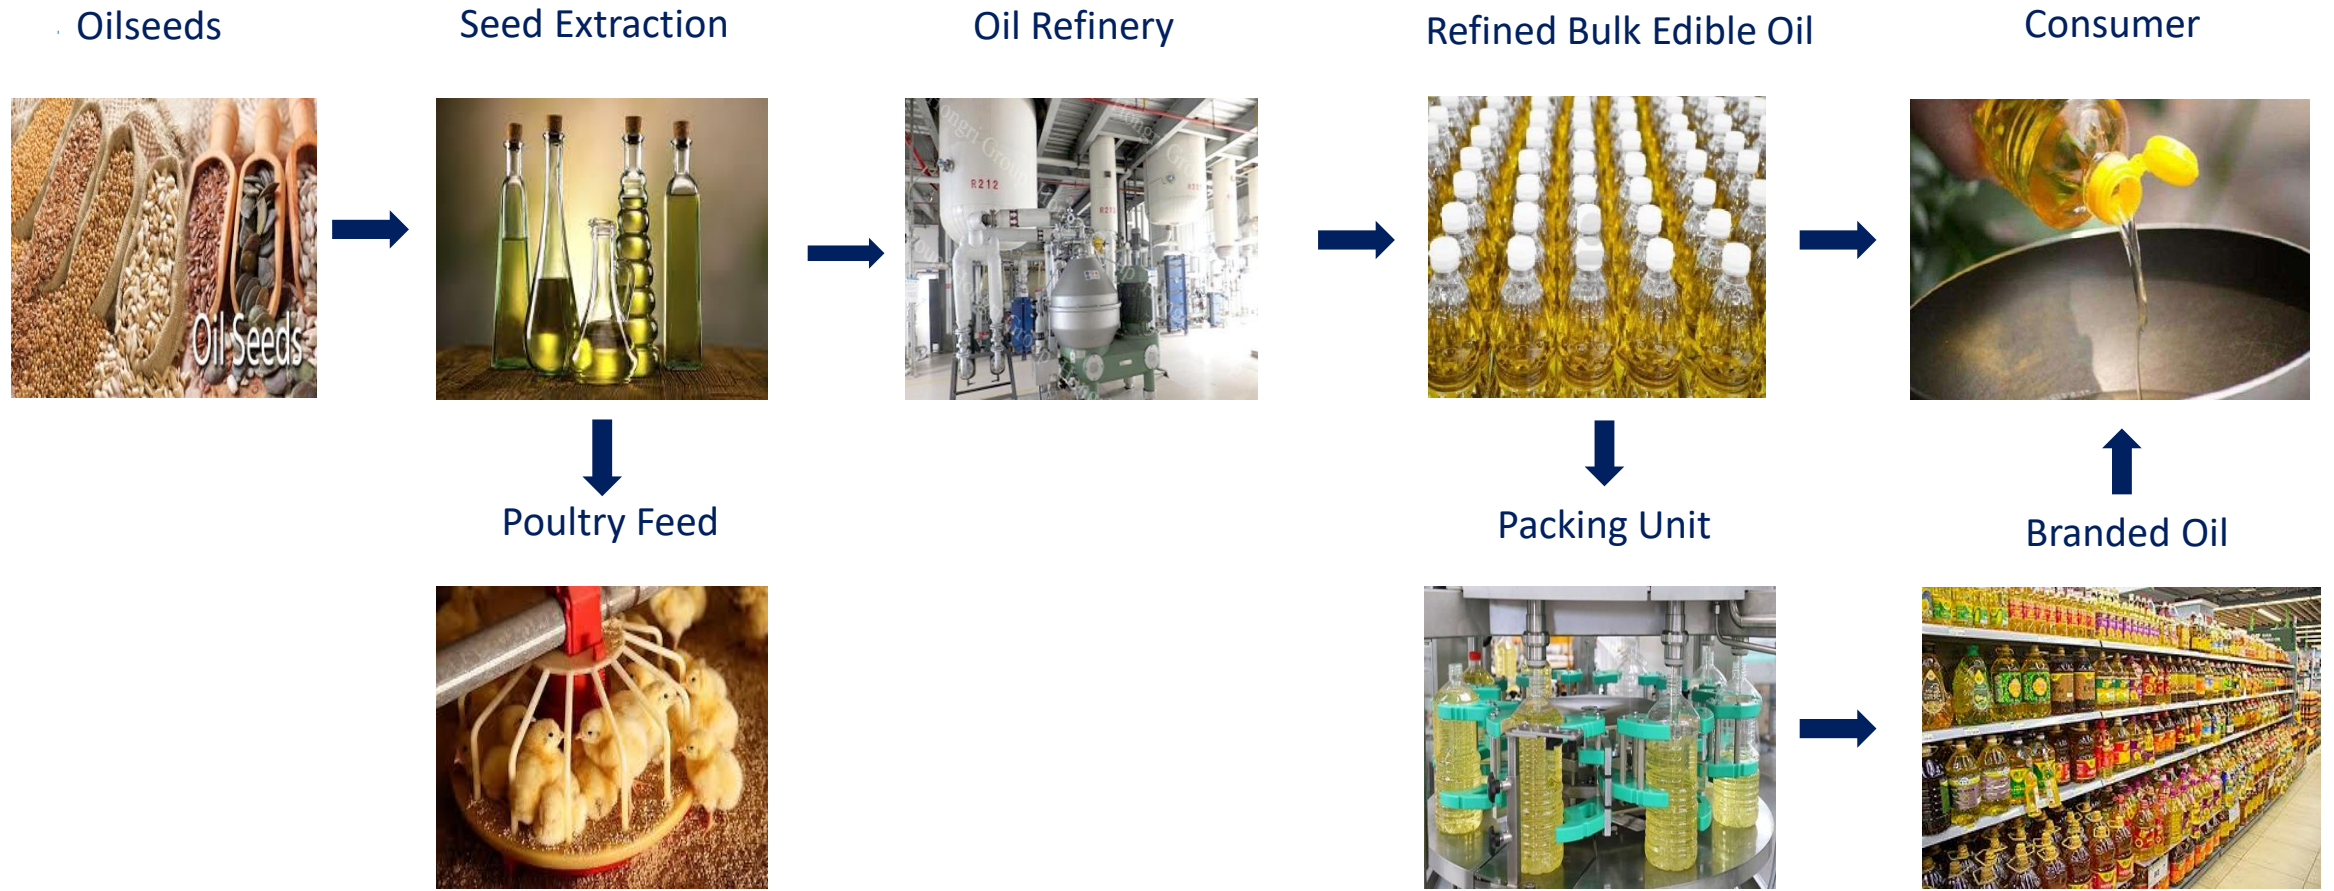 Oilseeds
Seed Extraction
Oil Refinery
Refined Bulk Edible Oil
Consumer
Oil Seeds
R212
Poultry Feed
Packing Unit
Branded Oil